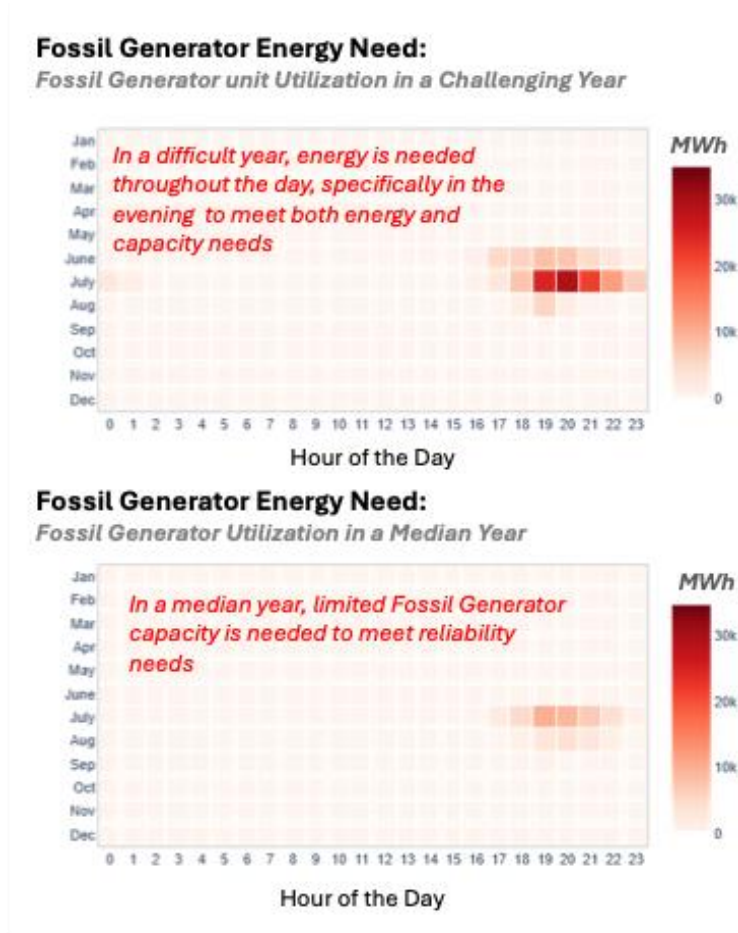 Fossil Generator Energy Need:
Fossil Generator unit Utilization in a Challenging Year
MWh
Jan
Feb
Mar
Apr
May
June
July
Aug
Sep
Oct
Nov
Dec
In a difficult year, energy is needed
throughout the day, specifically in the
evening to meet both energy and
capacity needs
30k
20k
10k
0
0 1 2 3 4 5 6 7 8 9 10 11 12 13 14 15 16 17 18 19 20 21 22 23
Hour of the Day
Fossil Generator Energy Need:
Fossil Generator Utilization in a Median Year
MWh
Jan
Feb
Mar
Apr
May
June
July
Aug
Sep
Oct
Nov
Dec
In a median year, limited Fossil Generator
capacity is needed to meet reliability
needs
30k
20k
10k
0
0 1 2 3 4 5 6 7 8 9 10 11 12 13 14 15 16 17 18 19 20 21 22 23
Hour of the Day